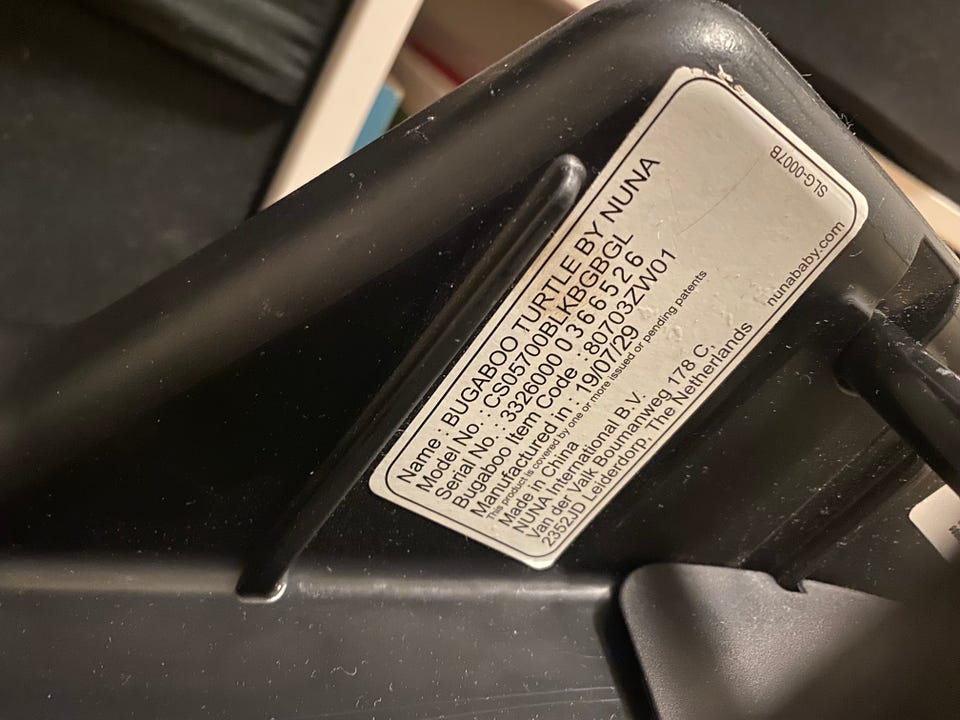 Name : BUGABOO TURTLE BY NUNA
Model No : CS05700BLKBGBGL
Serial No : 3326000 0 3 6 6 5 2 6
Bugaboo Item Code : 80703ZW01
Manufactured in : 19/07/29
This product is covered by one or more issued or pending patents
Made in China
NUNA International B.V.
Van der Valk Boumanweg 178 C,
2352JD Leiderdorp, The Netherlands
nunababy.com
SLG-0007B